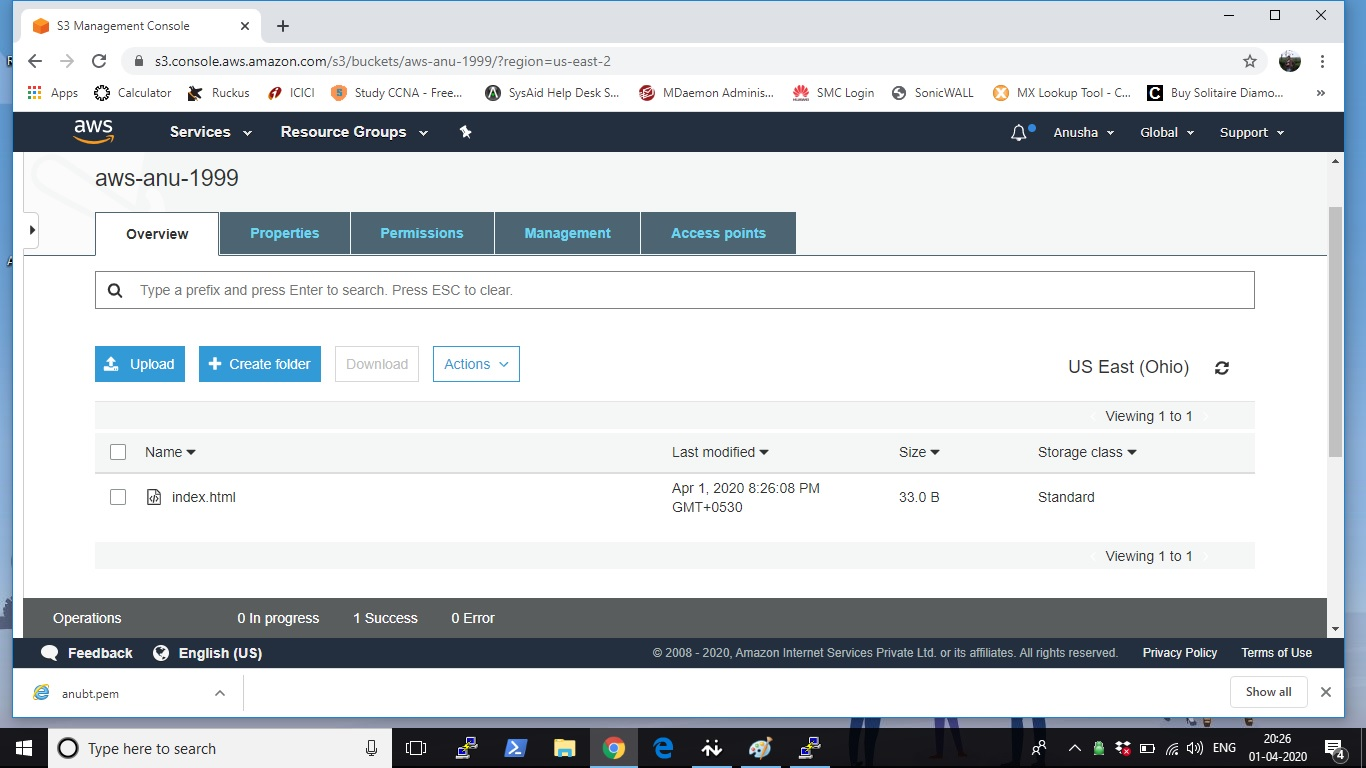 S3 Management Console
s3.console.aws.amazon.com/s3/buckets/aws-anu-1999/?region=us-east-2
Apps Calculator Ruckus ICICI Study CCNA - Free... SysAid Help Desk S... MDaemon Adminis... SMC Login SonicWALL MX Lookup Tool - C... Buy Solitaire Diamo... »
aws Services Resource Groups Anusha Global Support
aws-anu-1999
Overview Properties Permissions Management Access points
Type a prefix and press Enter to search. Press ESC to clear.
Upload Create folder Download Actions US East (Ohio)
Viewing 1 to 1
Name Last modified Size Storage class
index.html Apr 1, 2020 8:26:08 PM 33.0 B Standard
GMT+0530
Viewing 1 to 1
Operations 0 In progress 1 Success 0 Error
Feedback English (US) © 2008 - 2020, Amazon Internet Services Private Ltd. or its affiliates. All rights reserved. Privacy Policy Terms of Use
anubt.pem Show all
Type here to search ENG 20:26
01-04-2020 4